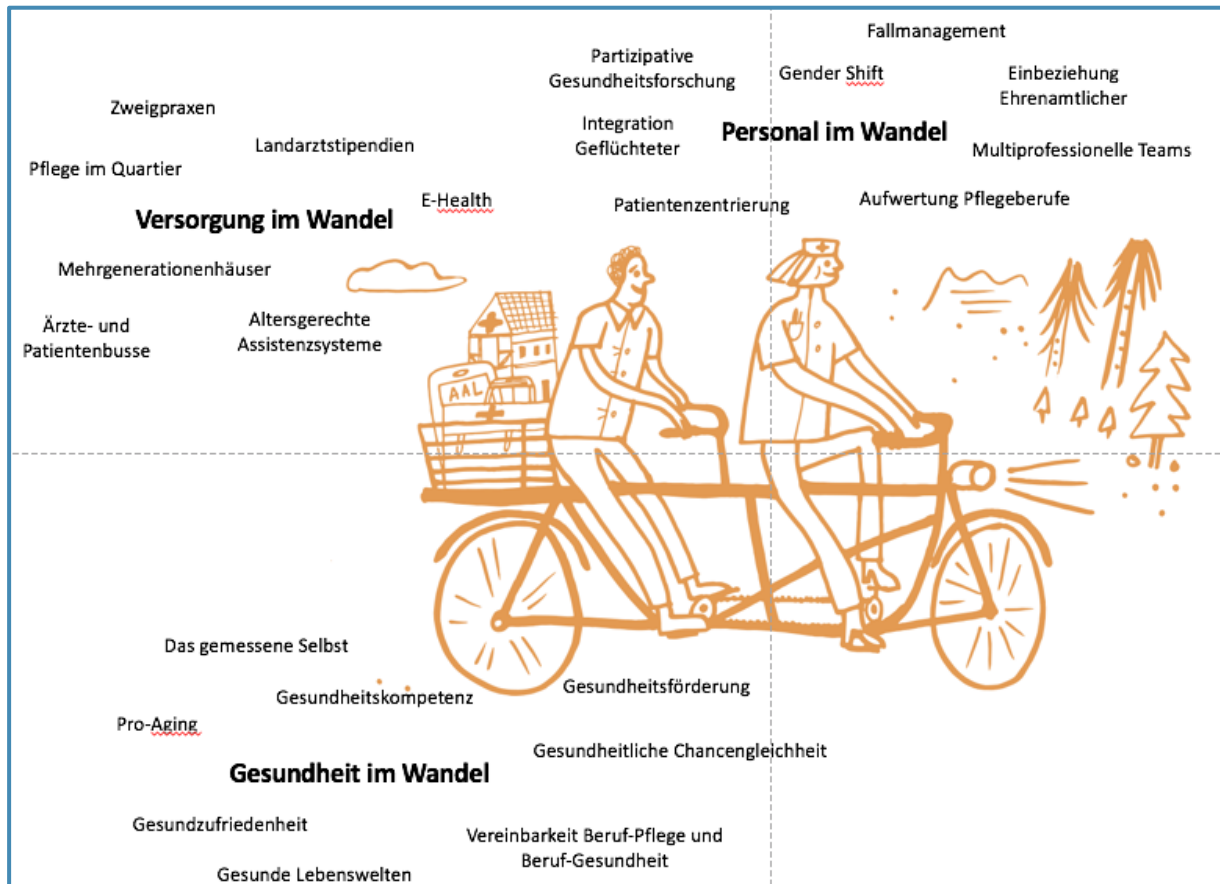 Fallmanagement
Partizipative
Gesundheitsforschung
Gender Shift
Einbeziehung
Ehrenamtlicher
Zweigpraxen
Landarztstipendien
Integration
Geflüchteter
Personal im Wandel
Multiprofessionelle Teams
Pflege im Quartier
E-Health
Patientenzentrierung
Aufwertung Pflegeberufe
Versorgung im Wandel
Mehrgenerationenhäuser
Ärzte- und
Patientenbusse
Altersgerechte
Assistenzsysteme
AAL
Das gemessene Selbst
Gesundheitskompetenz
Gesundheitsförderung
Pro-Aging
Gesundheitliche Chancengleichheit
Gesundheit im Wandel
Gesundzufriedenheit
Vereinbarkeit Beruf-Pflege und
Beruf-Gesundheit
Gesunde Lebenswelten